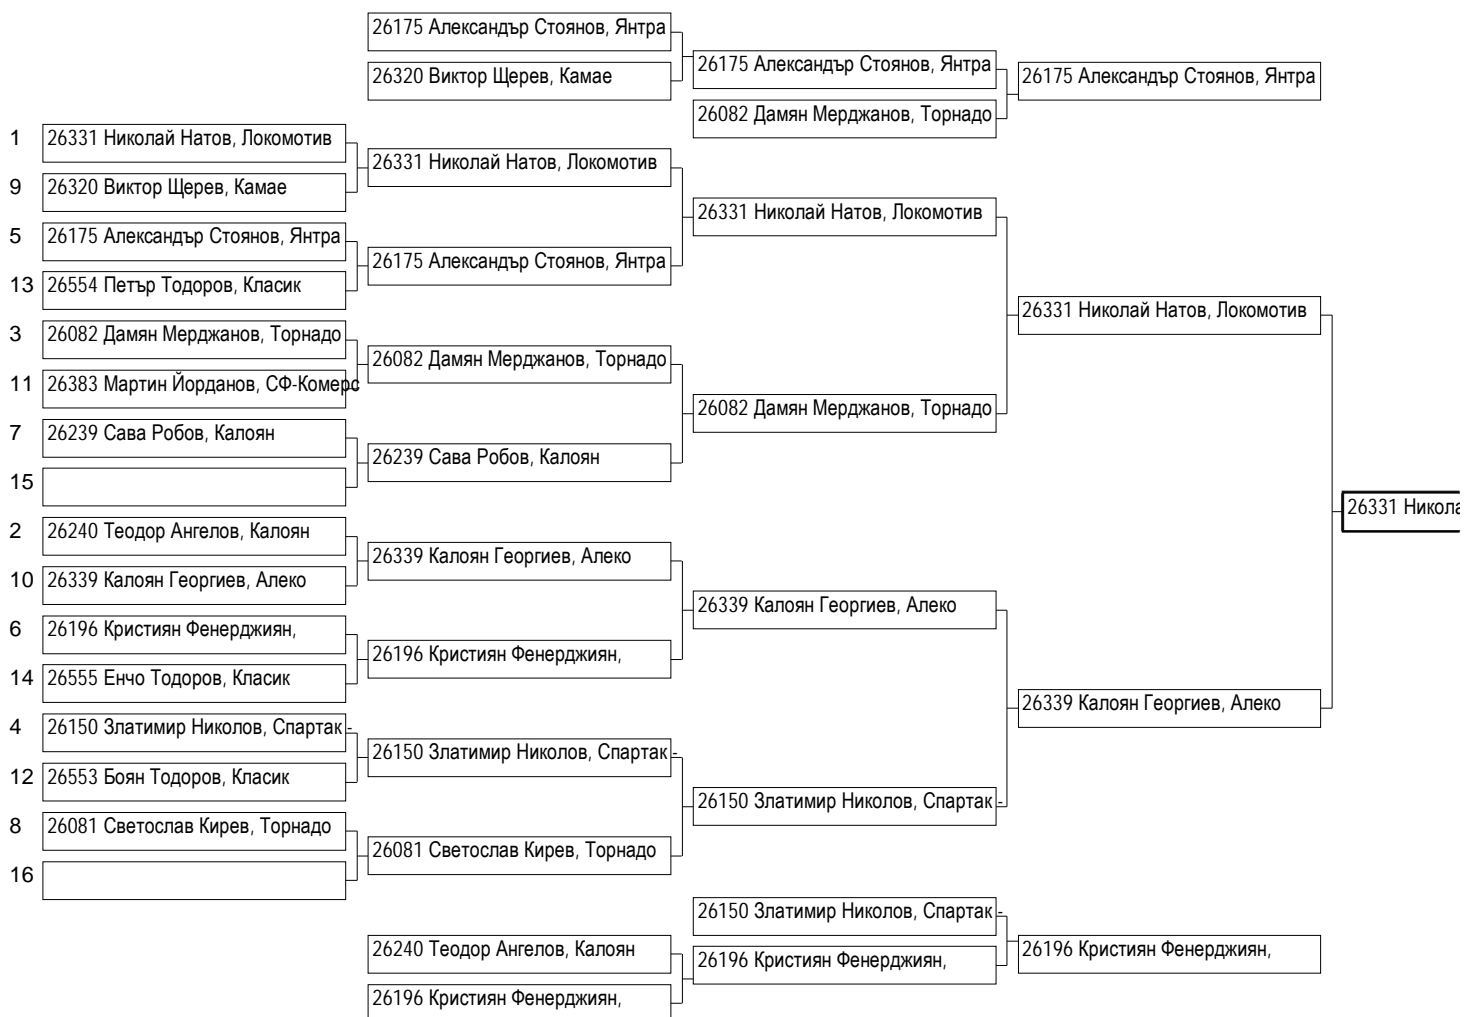 26175 Александър Стоянов, Янтра
26320 Виктор Щерев, Камае
26175 Александър Стоянов, Янтра
26082 Дамян Мерджанов, Торнадо
26175 Александър Стоянов, Янтра
1 26331 Николай Натов, Локомотив
9 26320 Виктор Щерев, Камае
5 26175 Александър Стоянов, Янтра
13 26554 Петър Тодоров, Класик
3 26082 Дамян Мерджанов, Торнадо
11 26383 Мартин Йорданов, СФ-Комерс
7 26239 Сава Робов, Калоян
15
2 26240 Теодор Ангелов, Калоян
10 26339 Калоян Георгиев, Алеко
6 26196 Кристиян Фенерджиян,
14 26555 Енчо Тодоров, Класик
4 26150 Златимир Николов, Спартак -
12 26553 Боян Тодоров, Класик
8 26081 Светослав Кирев, Торнадо
16
26331 Николай Натов, Локомотив
26175 Александър Стоянов, Янтра
26082 Дамян Мерджанов, Торнадо
26239 Сава Робов, Калоян
26339 Калоян Георгиев, Алеко
26196 Кристиян Фенерджиян,
26150 Златимир Николов, Спартак -
26081 Светослав Кирев, Торнадо
26331 Николай Натов, Локомотив
26082 Дамян Мерджанов, Торнадо
26339 Калоян Георгиев, Алеко
26150 Златимир Николов, Спартак -
26331 Николай Натов, Локомотив
26339 Калоян Георгиев, Алеко
26331 Никола
26240 Теодор Ангелов, Калоян
26196 Кристиян Фенерджиян,
26150 Златимир Николов, Спартак -
26196 Кристиян Фенерджиян,
26196 Кристиян Фенерджиян,